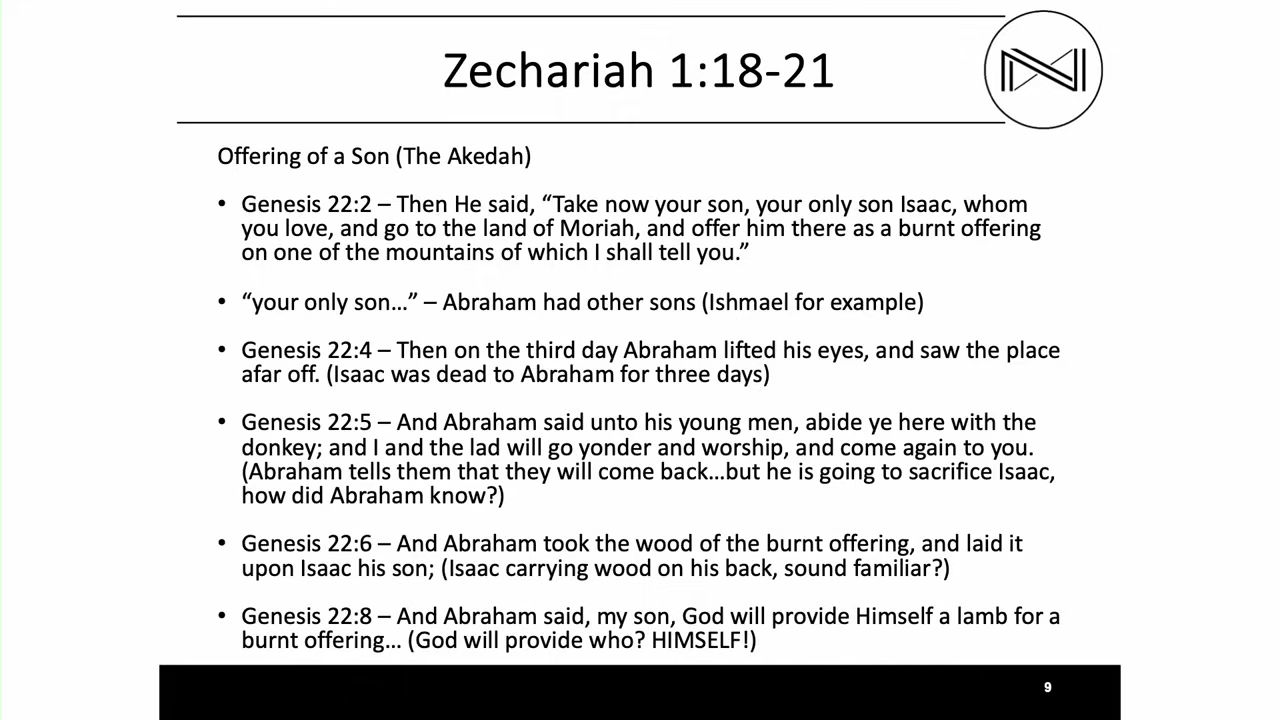 Zechariah 1:18-21
Offering of a Son (The Akedah)
• Genesis 22:2 – Then He said, “Take now your son, your only son Isaac, whom
you love, and go to the land of Moriah, and offer him there as a burnt offering
on one of the mountains of which I shall tell you.”
• “your only son…” – Abraham had other sons (Ishmael for example)
• Genesis 22:4 – Then on the third day Abraham lifted his eyes, and saw the place
afar off. (Isaac was dead to Abraham for three days)
• Genesis 22:5 – And Abraham said unto his young men, abide ye here with the
donkey; and I and the lad will go yonder and worship, and come again to you.
(Abraham tells them that they will come back…but he is going to sacrifice Isaac,
how did Abraham know?)
• Genesis 22:6 – And Abraham took the wood of the burnt offering, and laid it
upon Isaac his son; (Isaac carrying wood on his back, sound familiar?)
• Genesis 22:8 – And Abraham said, my son, God will provide Himself a lamb for a
burnt offering… (God will provide who? HIMSELF!)
9